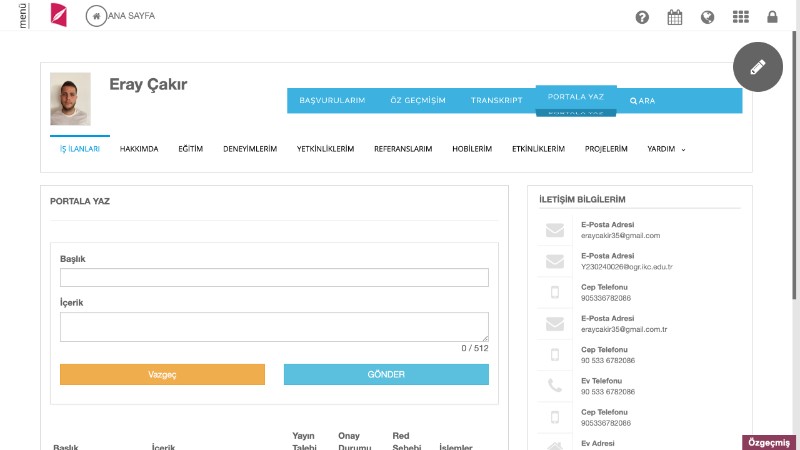 menü
ANA SAYFA
Eray Çakır
BAŞVURULARIM ÖZ GEÇMİŞİM TRANSKRIPT PORTALA YAZ ARA
İŞ İLANLARI HAKKIMDA EĞİTİM DENEYİMLERİM YETKİNLİKLERİM REFERANSLARIM HOBİLERİM ETKİNLİKLERİM PROJELERİM YARDIM
PORTALA YAZ
Başlık
İçerik
0 / 512
Vazgeç GÖNDER
Başlık İçerik Yayın Talebi Onay Durumu Red Sebebi İşlemler
İLETİŞİM BİLGİLERİM
E-Posta Adresi
eraycakir35@gmail.com
E-Posta Adresi
Y230240026@ogr.ikc.edu.tr
Cep Telefonu
905336782086
E-Posta Adresi
eraycakir35@gmail.com.tr
Cep Telefonu
90 533 6782086
Ev Telefonu
90 533 6782086
Cep Telefonu
905336782086
Ev Adresi
Özgeçmiş